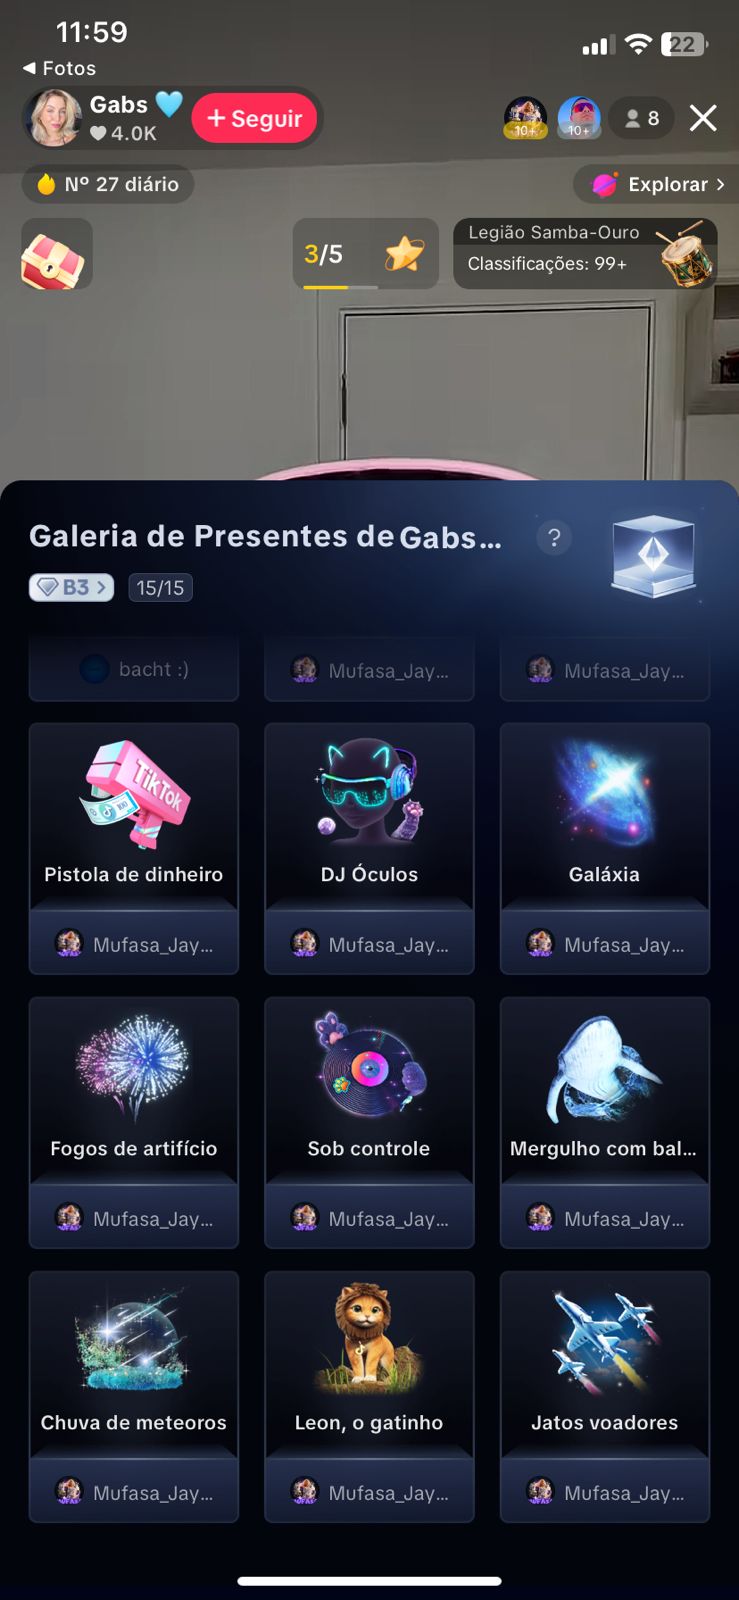 11:59
22
◀ Fotos
Gabs 🩵
4.0K
+ Seguir
10+
10+
8
Nº 27 diário
Explorar >
3/5
Legião Samba-Ouro
Classificações: 99+
Galeria de Presentes de Gabs...
?
B3 >
15/15
bacht :)
Mufasa_Jay...
Mufasa_Jay...
TikTok
100
Pistola de dinheiro
DJ Óculos
Galáxia
Mufasa_Jay...
Mufasa_Jay...
Mufasa_Jay...
Fogos de artifício
Sob controle
Mergulho com bal...
Mufasa_Jay...
Mufasa_Jay...
Mufasa_Jay...
Chuva de meteoros
Leon, o gatinho
Jatos voadores
Mufasa_Jay...
Mufasa_Jay...
Mufasa_Jay...